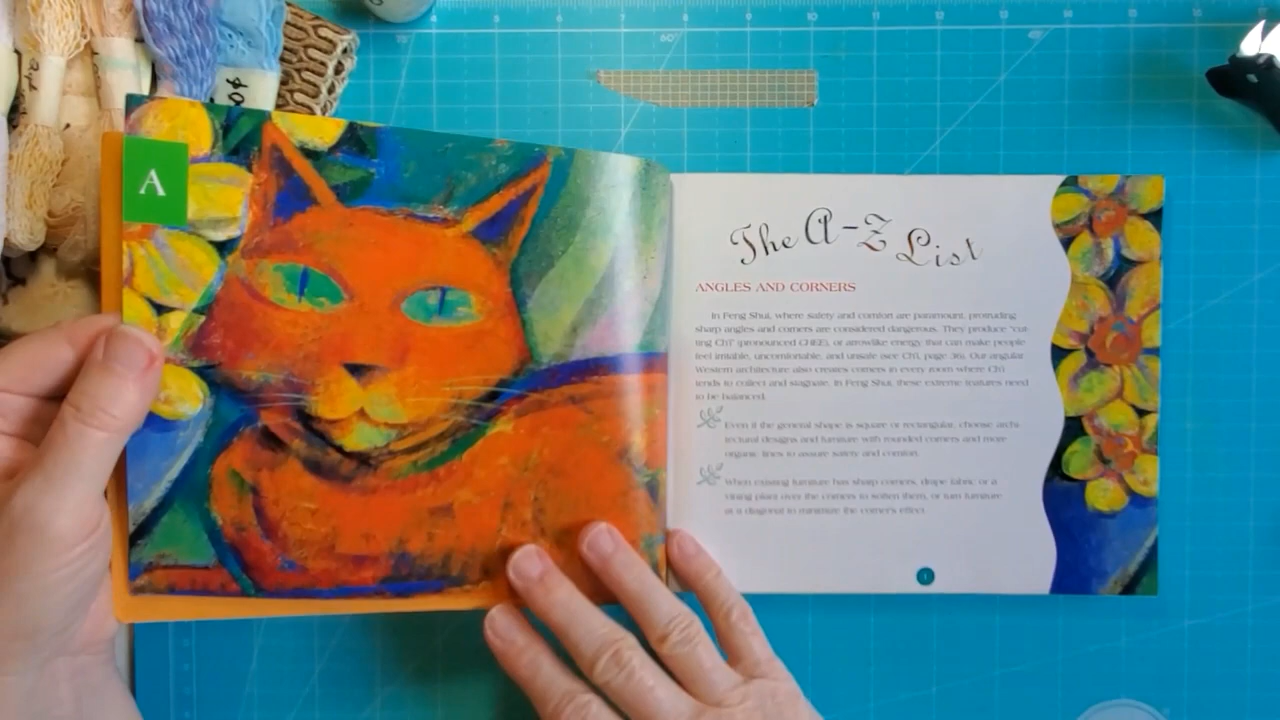 A
The A-Z List
ANGLES AND CORNERS
In Feng Shui, where safety and comfort are paramount, protruding
sharp angles and corners are considered dangerous. They produce "cut-
ting Ch'i" (pronounced CHEE), or arrowlike energy that can make people
feel irritable, uncomfortable, and unsafe (see Ch'i, page 36). Our angular
Western architecture also creates corners in every room where Ch'i
tends to collect and stagnate. In Feng Shui, these extreme features need
to be balanced.
Even if the general shape is square or rectangular, choose archi-
tectural designs and furniture with rounded corners and more
organic lines to assure safety and comfort.
When existing furniture has sharp corners, drape fabric or a
vining plant over the corners to soften them, or turn furniture
at a diagonal to minimize the corner's effect.
1